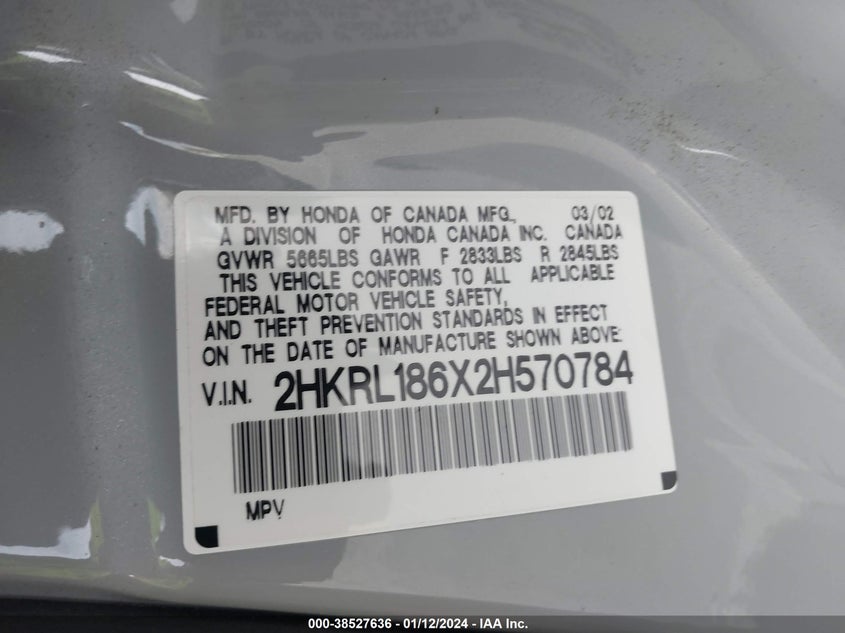 MFD. BY HONDA OF CANADA MFG., 03/02
A DIVISION OF HONDA CANADA INC. CANADA
GVWR 5665LBS GAWR F 2833LBS R 2845LBS
THIS VEHICLE CONFORMS TO ALL APPLICABLE
FEDERAL MOTOR VEHICLE SAFETY,
AND THEFT PREVENTION STANDARDS IN EFFECT
ON THE DATE OF MANUFACTURE SHOWN ABOVE.
V.I.N. 2HKRL186X2H570784
MPV
000-38527636 - 01/12/2024 - IAA Inc.